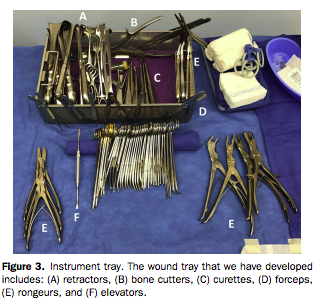 A
B
E
C
D
E
F
E
Figure 3. Instrument tray. The wound tray that we have developed
includes: (A) retractors, (B) bone cutters, (C) curettes, (D) forceps,
(E) rongeurs, and (F) elevators.